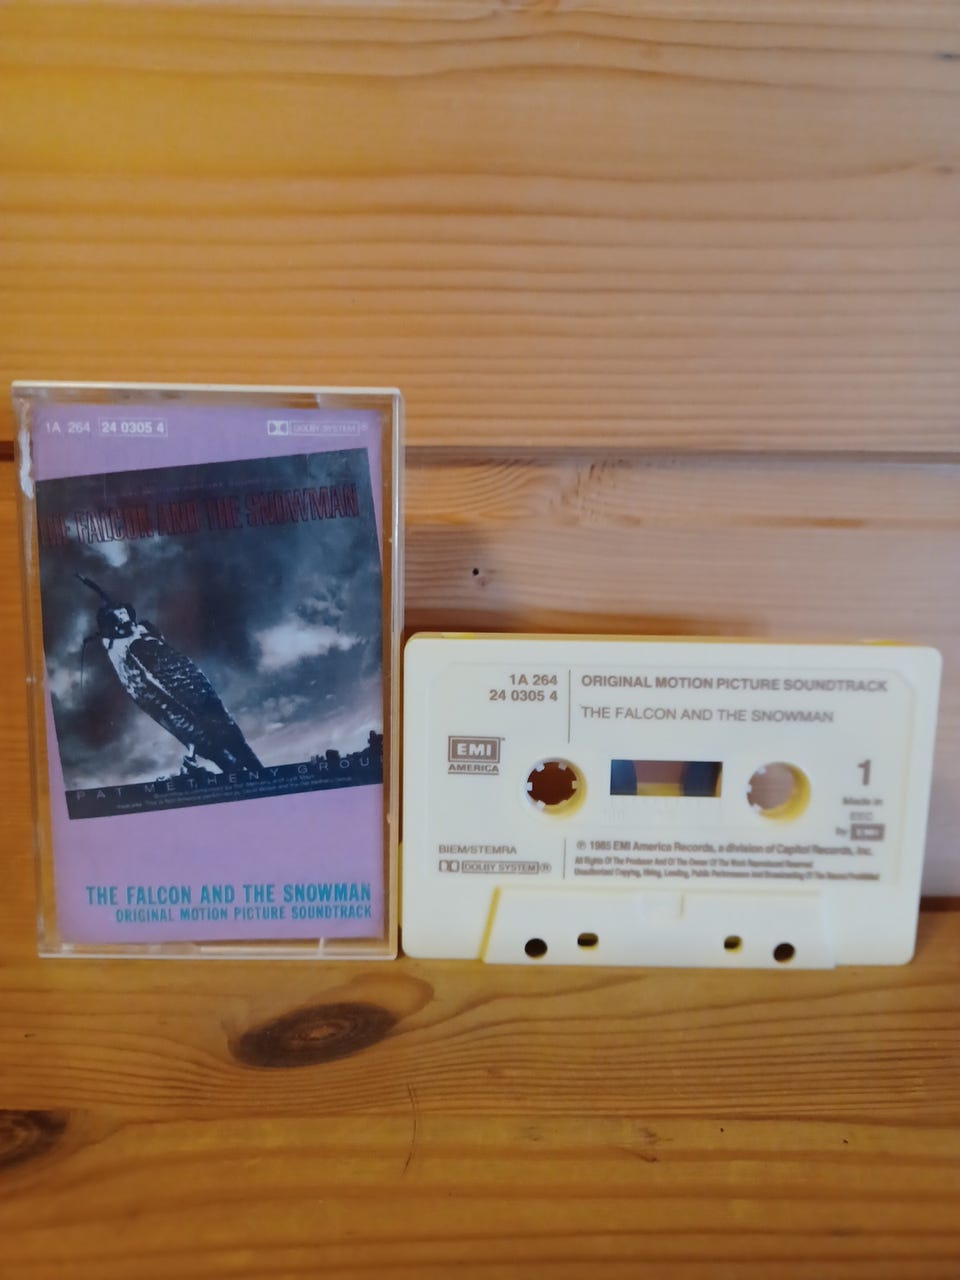 1A 264 24 0305 4
DOLBY SYSTEM®
THE FALCON AND THE SNOWMAN
PAT METHENY GROUP
THE FALCON AND THE SNOWMAN
ORIGINAL MOTION PICTURE SOUNDTRACK
1A 264
24 0305 4
ORIGINAL MOTION PICTURE SOUNDTRACK
THE FALCON AND THE SNOWMAN
EMI
AMERICA
1
Made in
EEC
by EMI
BIEM/STEMRA
DOLBY SYSTEM®
℗ 1985 EMI America Records, a division of Capitol Records, Inc.
All Rights Of The Producer And Of The Owner Of The Work Reproduced Reserved
Unauthorized Copying, Hiring, Lending, Public Performance And Broadcasting Of This Record Prohibited